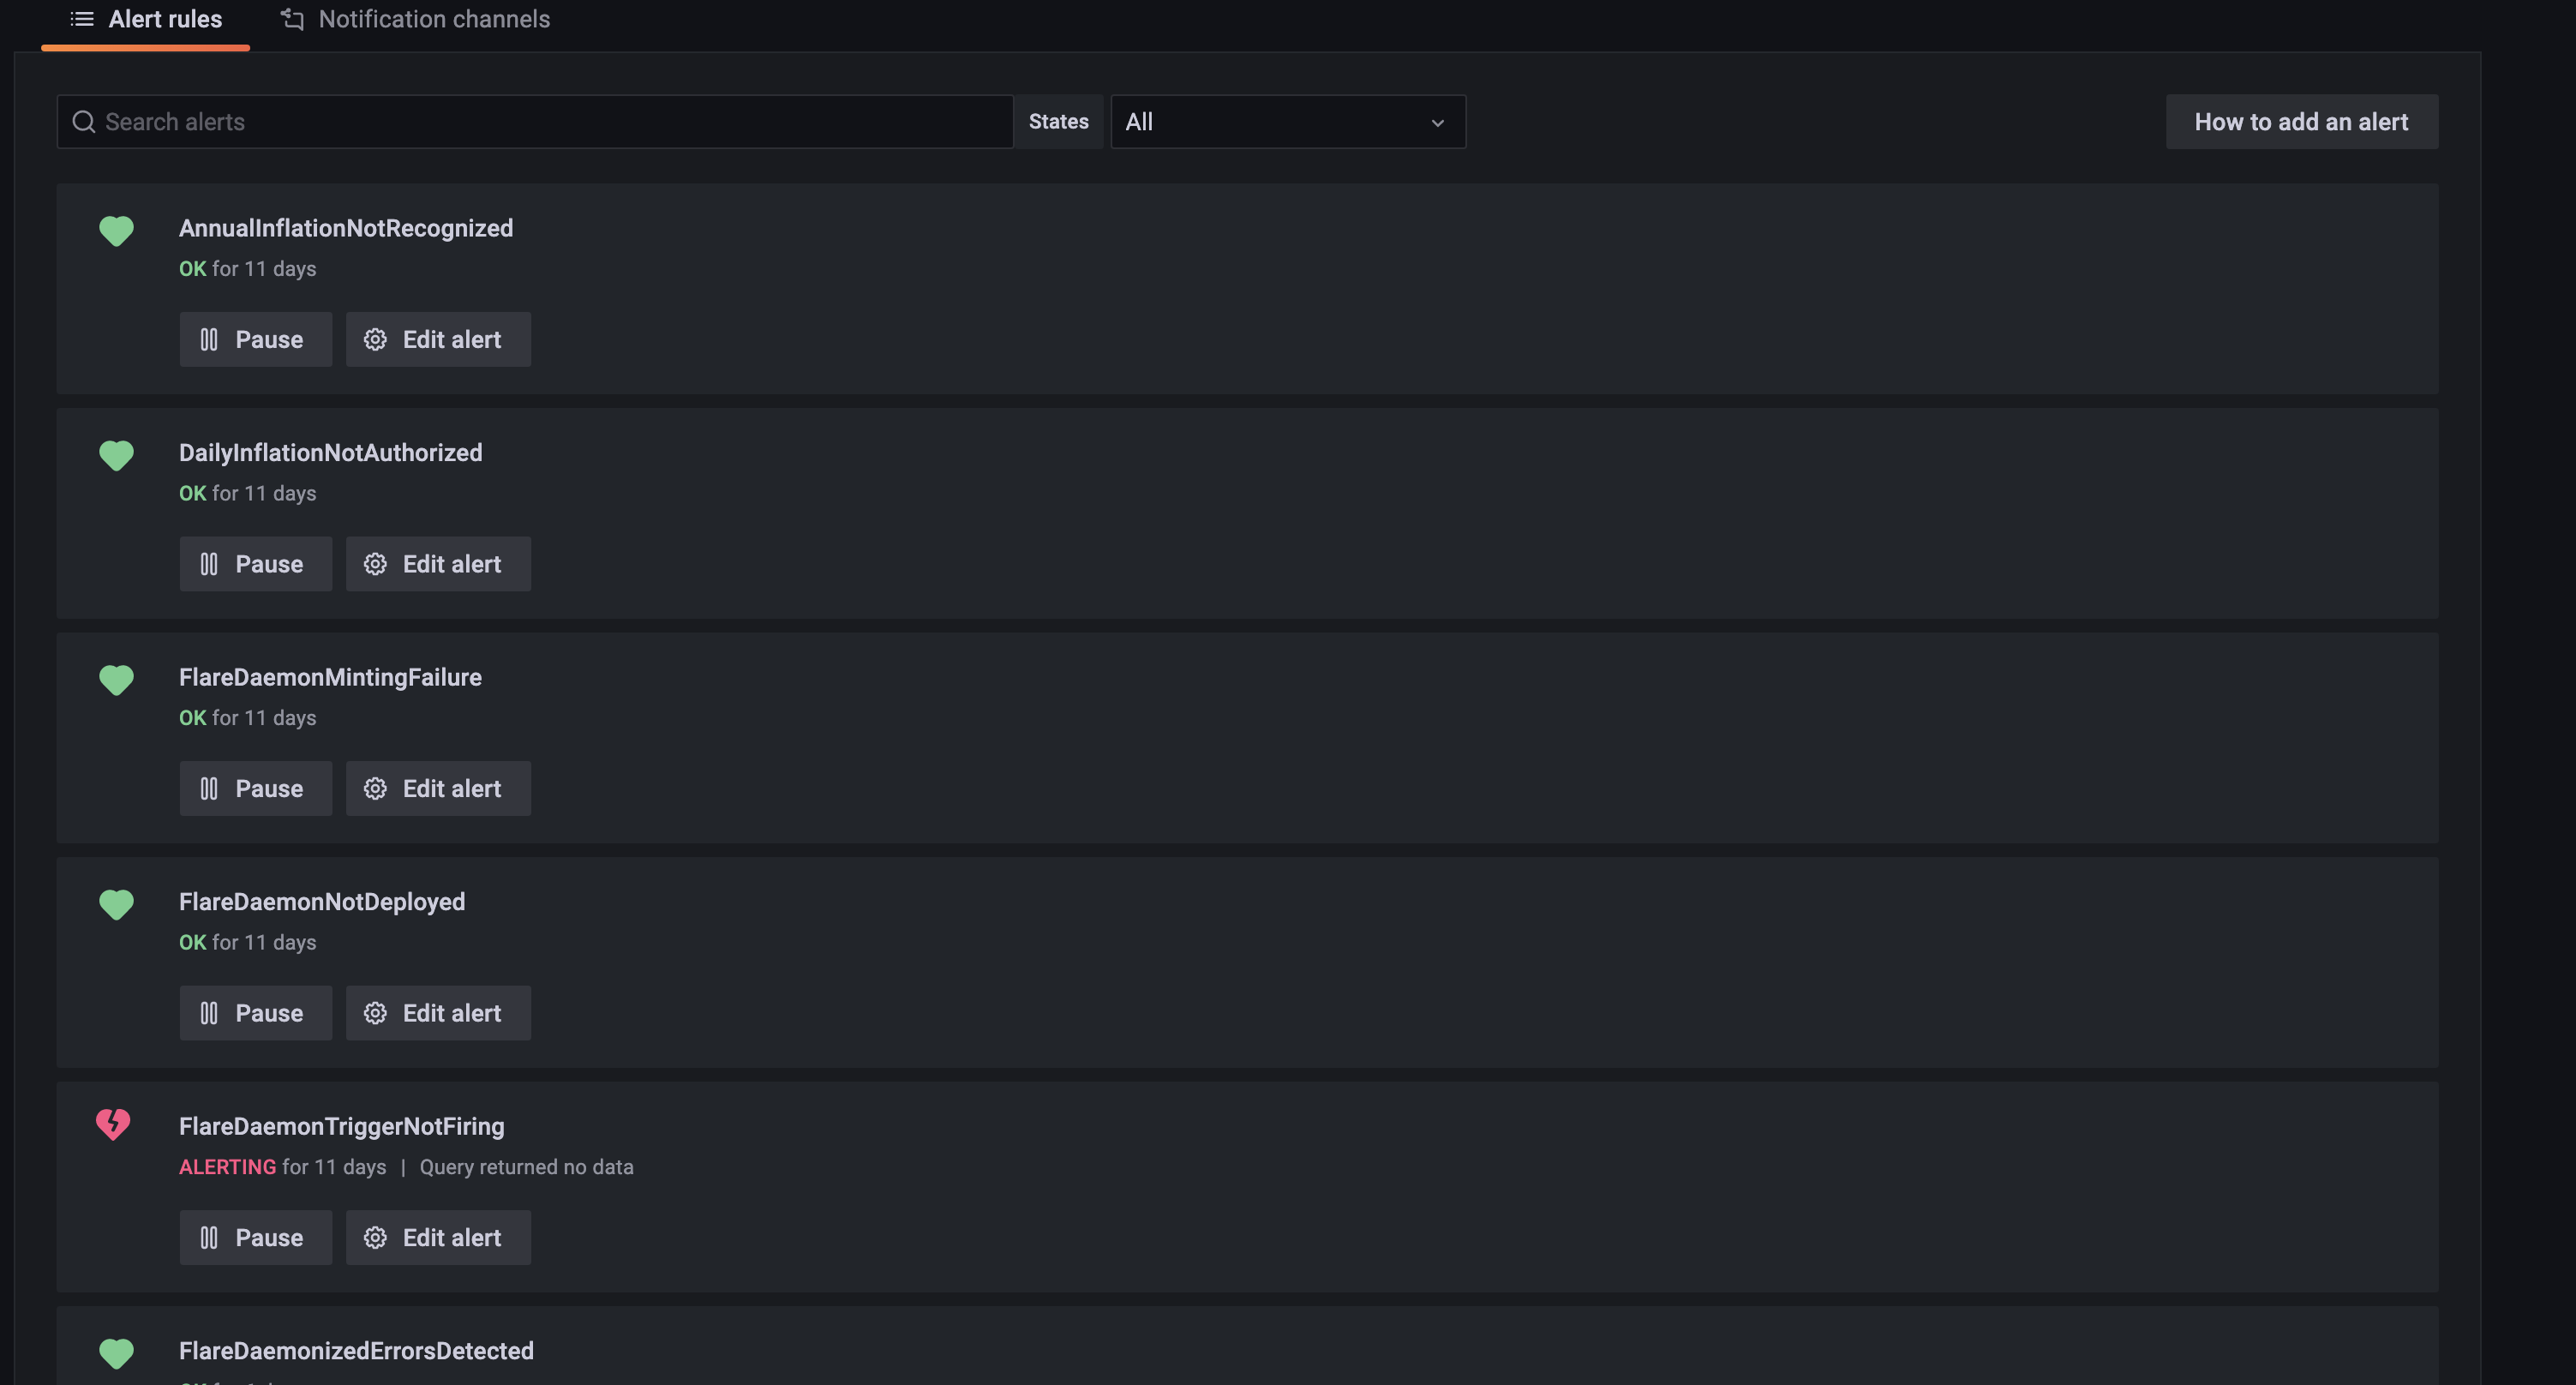 Alert rules
Notification channels
Search alerts
States
All
How to add an alert
AnnualInflationNotRecognized
OK for 11 days
Pause
Edit alert
DailyInflationNotAuthorized
OK for 11 days
Pause
Edit alert
FlareDaemonMintingFailure
OK for 11 days
Pause
Edit alert
FlareDaemonNotDeployed
OK for 11 days
Pause
Edit alert
FlareDaemonTriggerNotFiring
ALERTING for 11 days | Query returned no data
Pause
Edit alert
FlareDaemonizedErrorsDetected